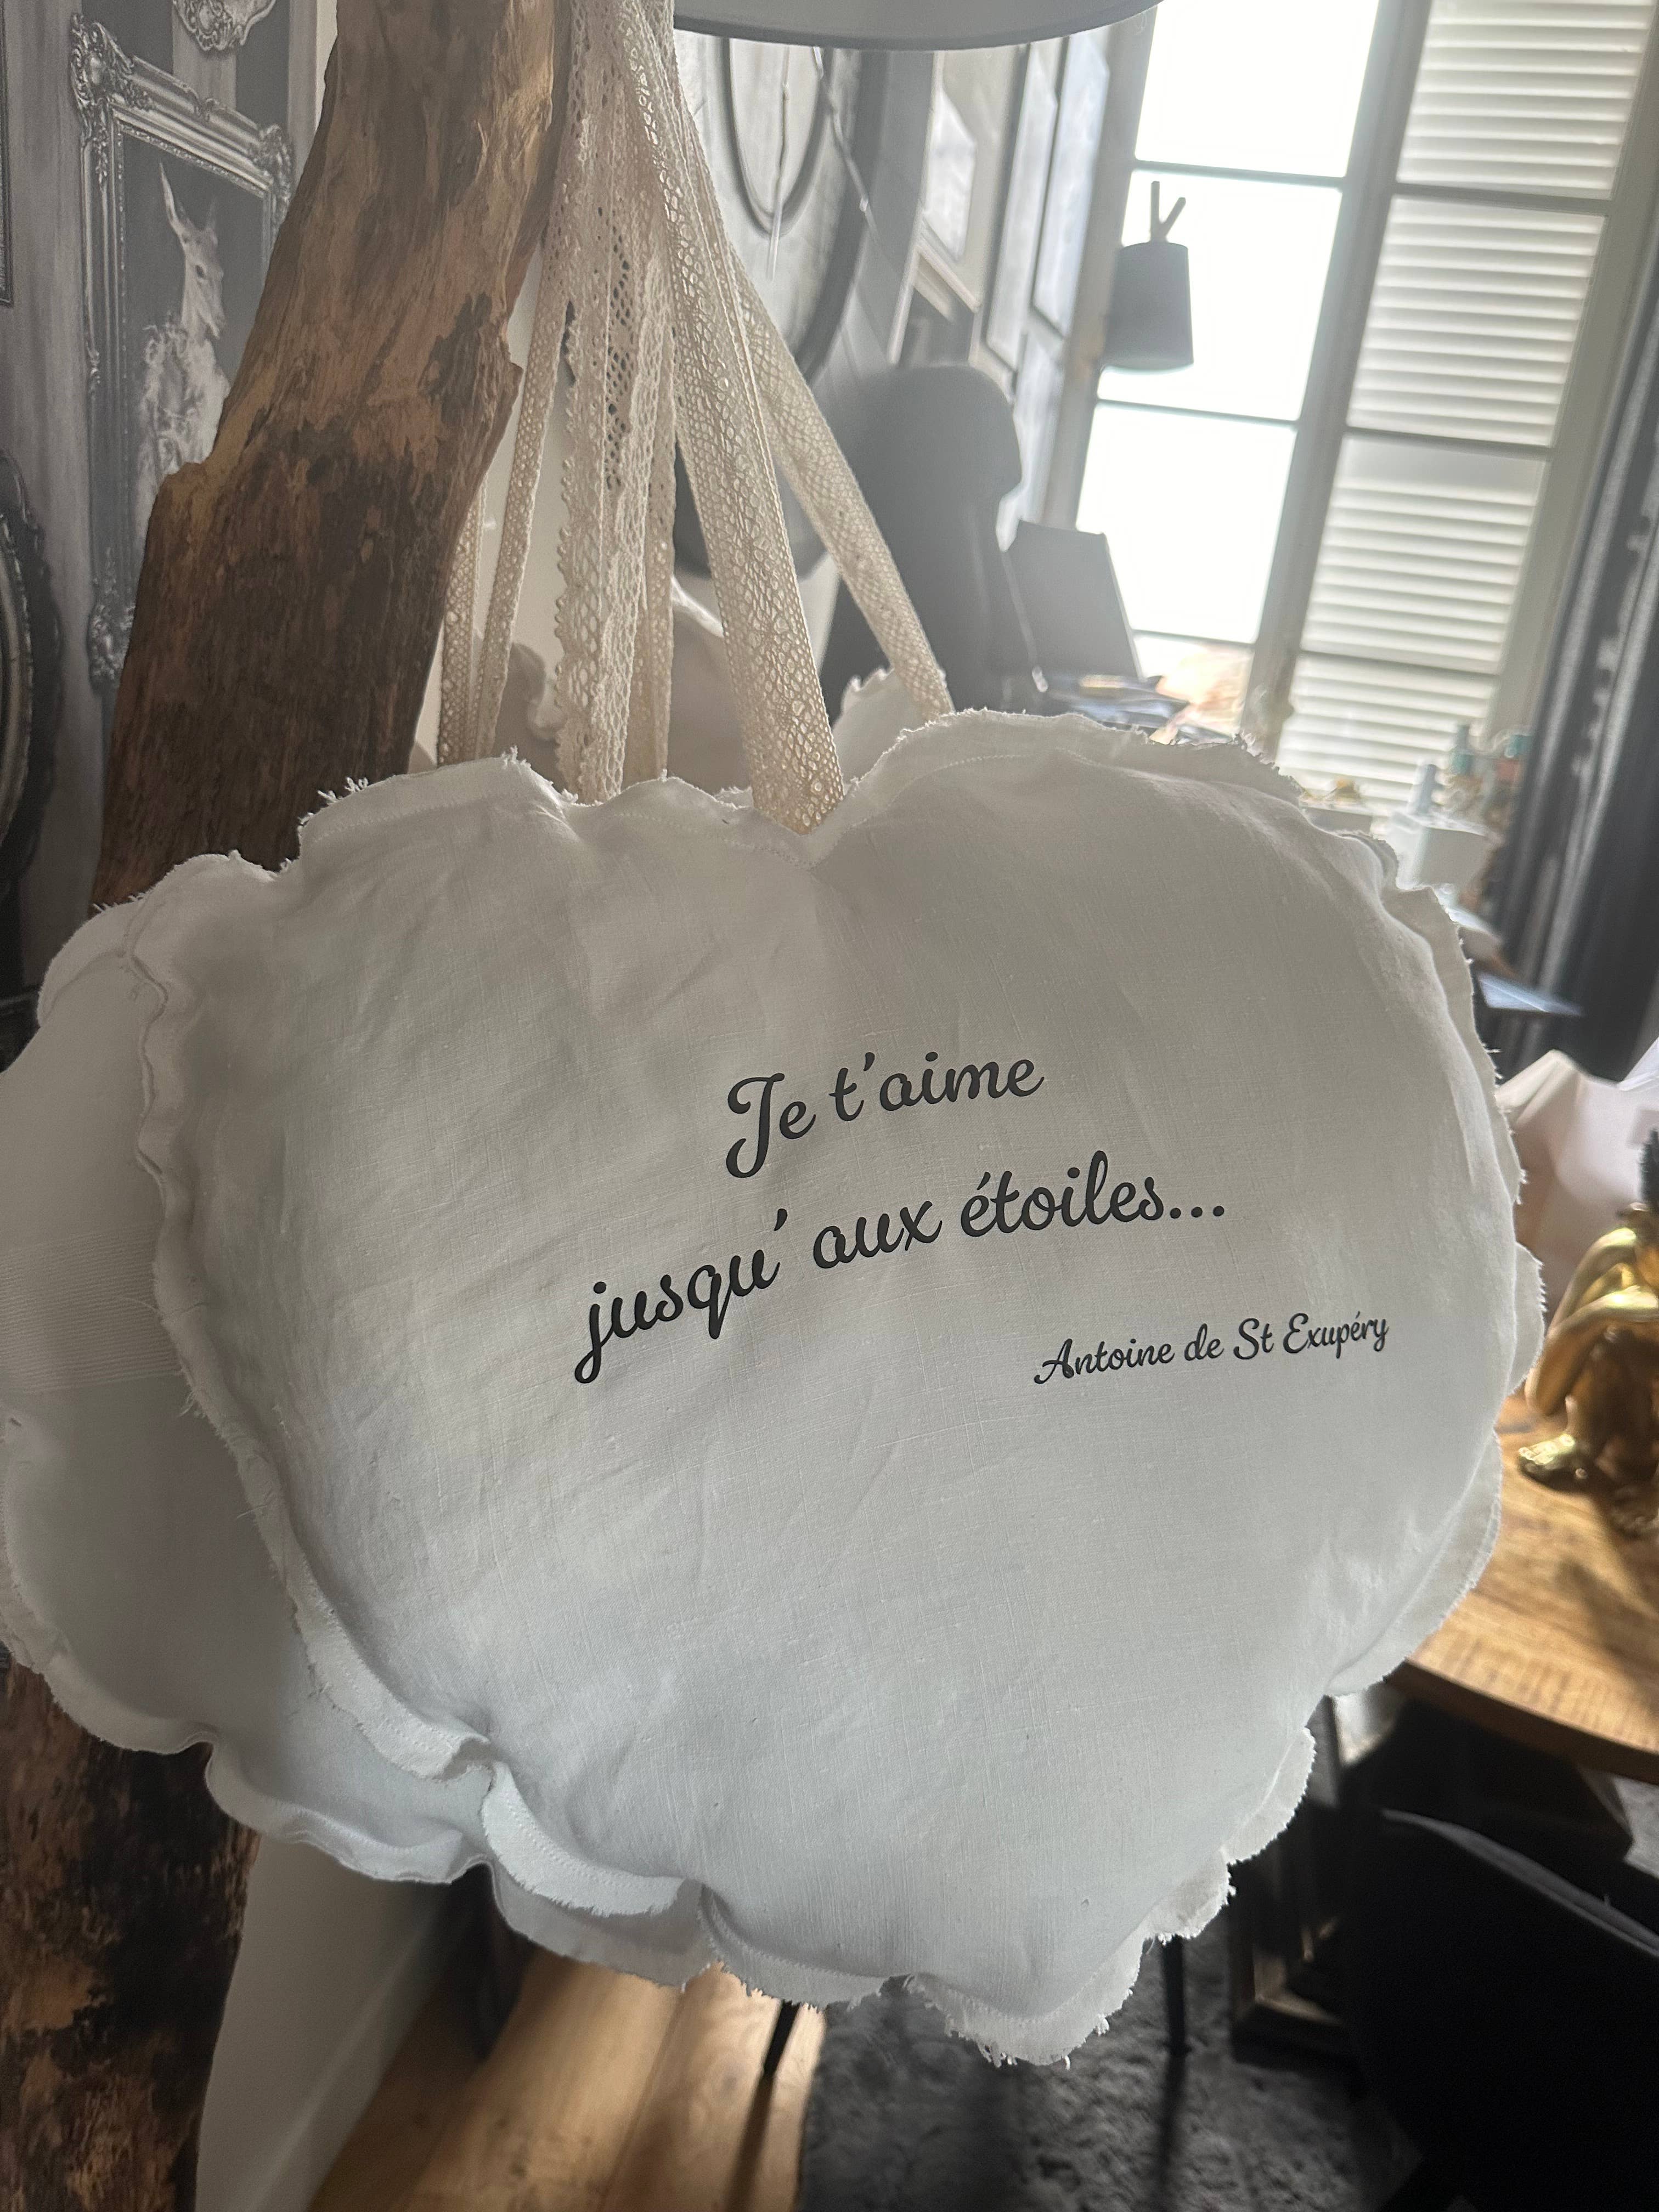 Je t'aime
jusqu' aux étoiles...
Antoine de St Exupéry